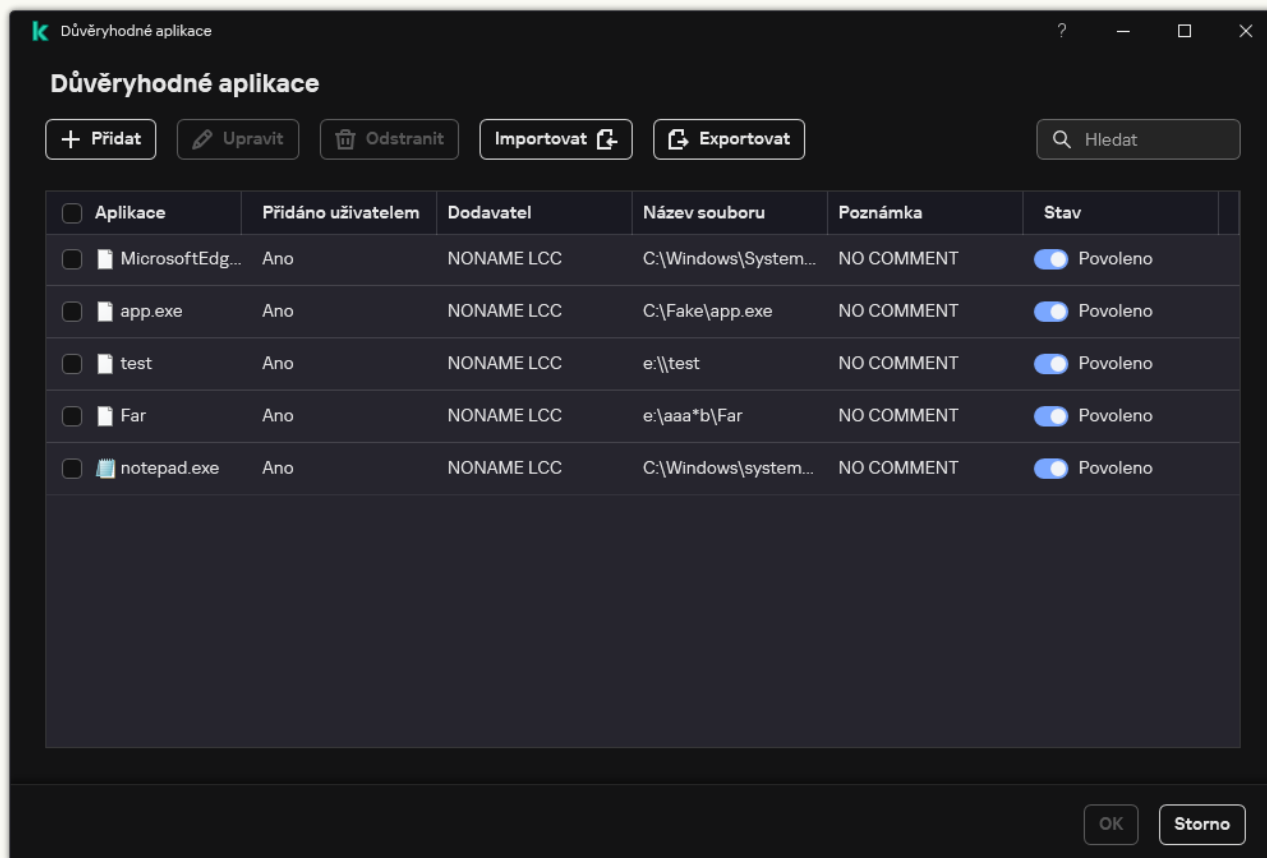 Důvěryhodné aplikace
Důvěryhodné aplikace
Přidat Upravit Odstranit Importovat Exportovat Hledat
Aplikace Přidáno uživatelem Dodavatel Název souboru Poznámka Stav
MicrosoftEdg... Ano NONAME LCC C:\Windows\System... NO COMMENT Povoleno
app.exe Ano NONAME LCC C:\Fake\app.exe NO COMMENT Povoleno
test Ano NONAME LCC e:\\test NO COMMENT Povoleno
Far Ano NONAME LCC e:\aaa*b\Far NO COMMENT Povoleno
notepad.exe Ano NONAME LCC C:\Windows\system... NO COMMENT Povoleno
OK Storno